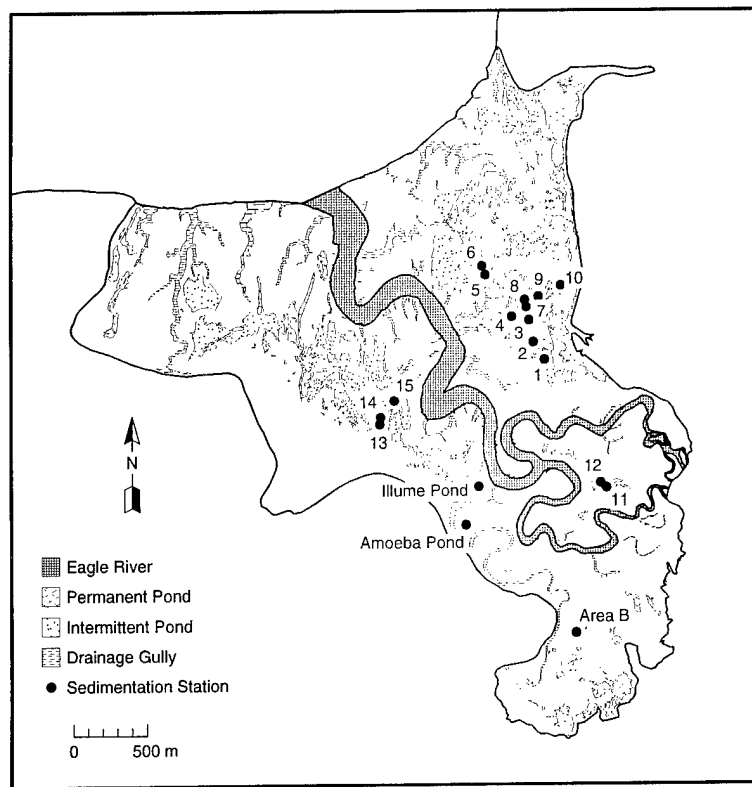 6
5
10
9
8
7
4
3
2
1
15
14
13
12
11
Illume Pond
Amoeba Pond
Area B
N
Eagle River
Permanent Pond
Intermittent Pond
Drainage Gully
Sedimentation Station
0 500 m